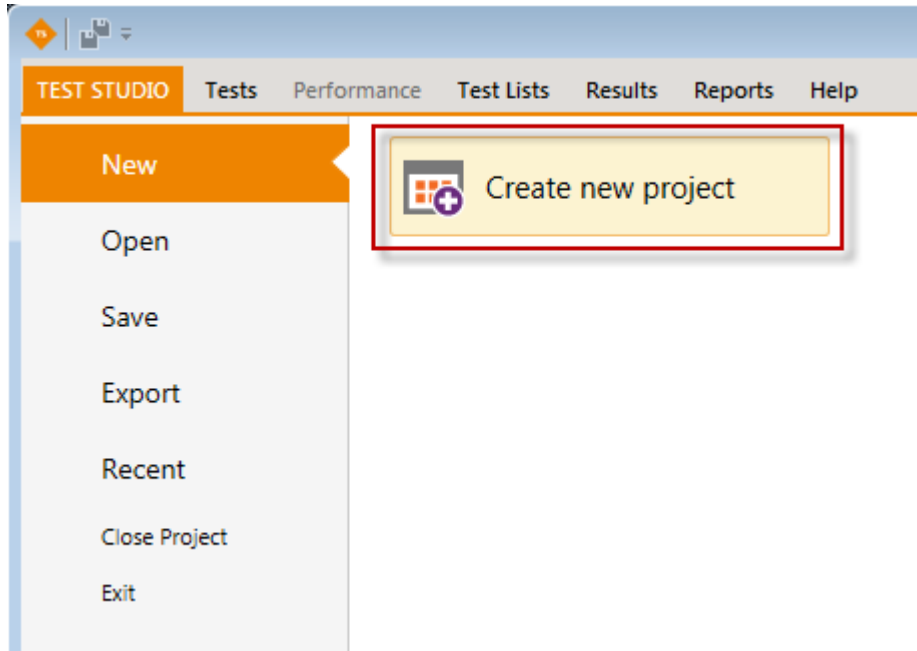 TS
TEST STUDIO Tests Performance Test Lists Results Reports Help
New
Create new project
Open
Save
Export
Recent
Close Project
Exit